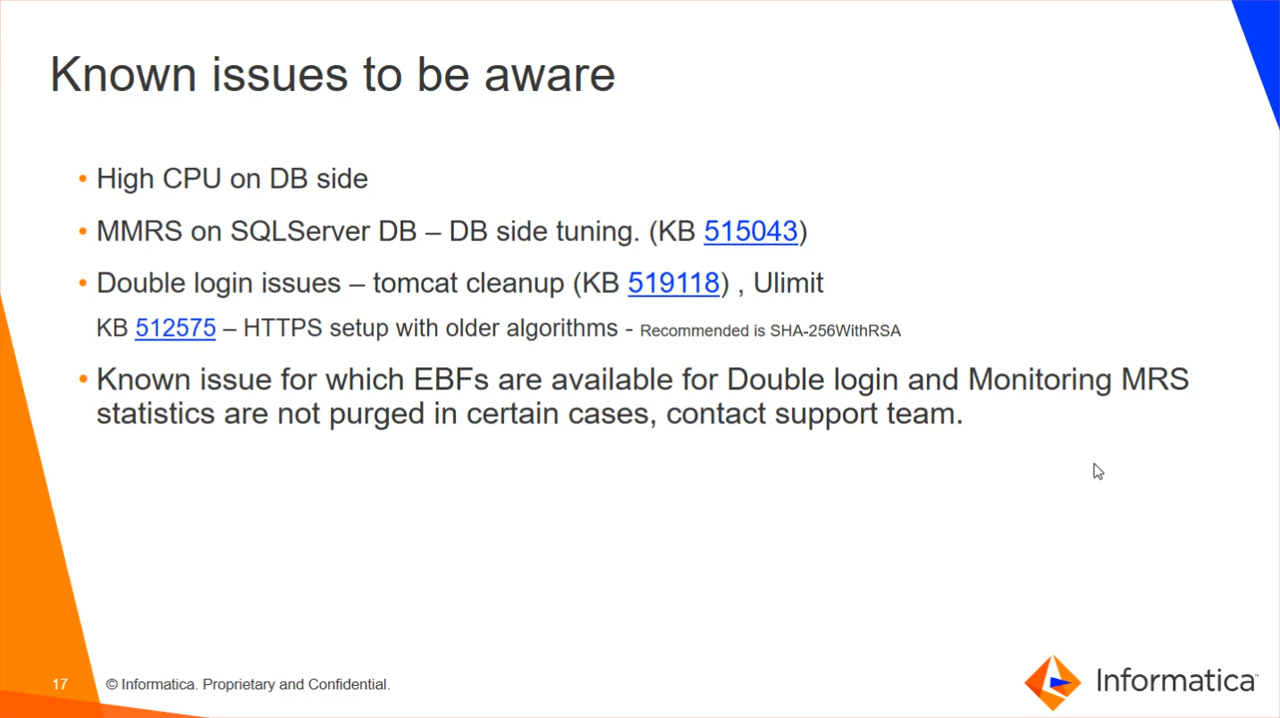 Known issues to be aware
• High CPU on DB side
• MMRS on SQLServer DB – DB side tuning. (KB 515043)
• Double login issues – tomcat cleanup (KB 519118) , Ulimit
KB 512575 – HTTPS setup with older algorithms - Recommended is SHA-256WithRSA
• Known issue for which EBFs are available for Double login and Monitoring MRS
statistics are not purged in certain cases, contact support team.
17 © Informatica. Proprietary and Confidential.
Informatica